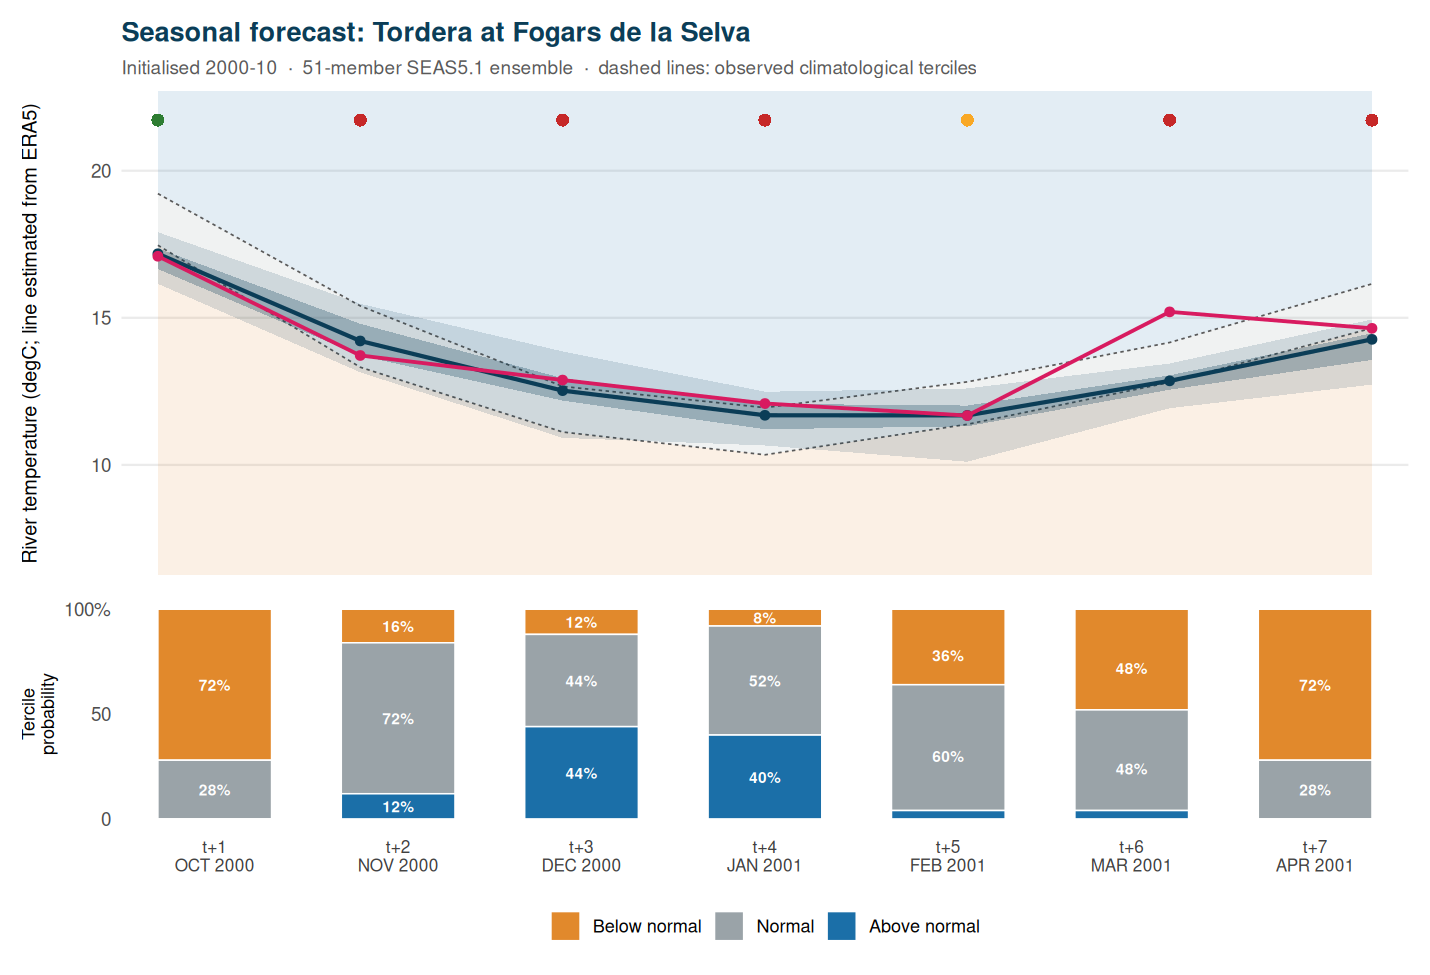 Seasonal forecast: Tordera at Fogars de la Selva
Initialised 2000-10 · 51-member SEAS5.1 ensemble · dashed lines: observed climatological terciles
River temperature (degC; line estimated from ERA5)
20
15
10
Tercile
probability
100%
50
0
72%
28%
16%
72%
12%
12%
44%
44%
8%
52%
40%
36%
60%
48%
48%
72%
28%
t+1
OCT 2000
t+2
NOV 2000
t+3
DEC 2000
t+4
JAN 2001
t+5
FEB 2001
t+6
MAR 2001
t+7
APR 2001
Below normal
Normal
Above normal